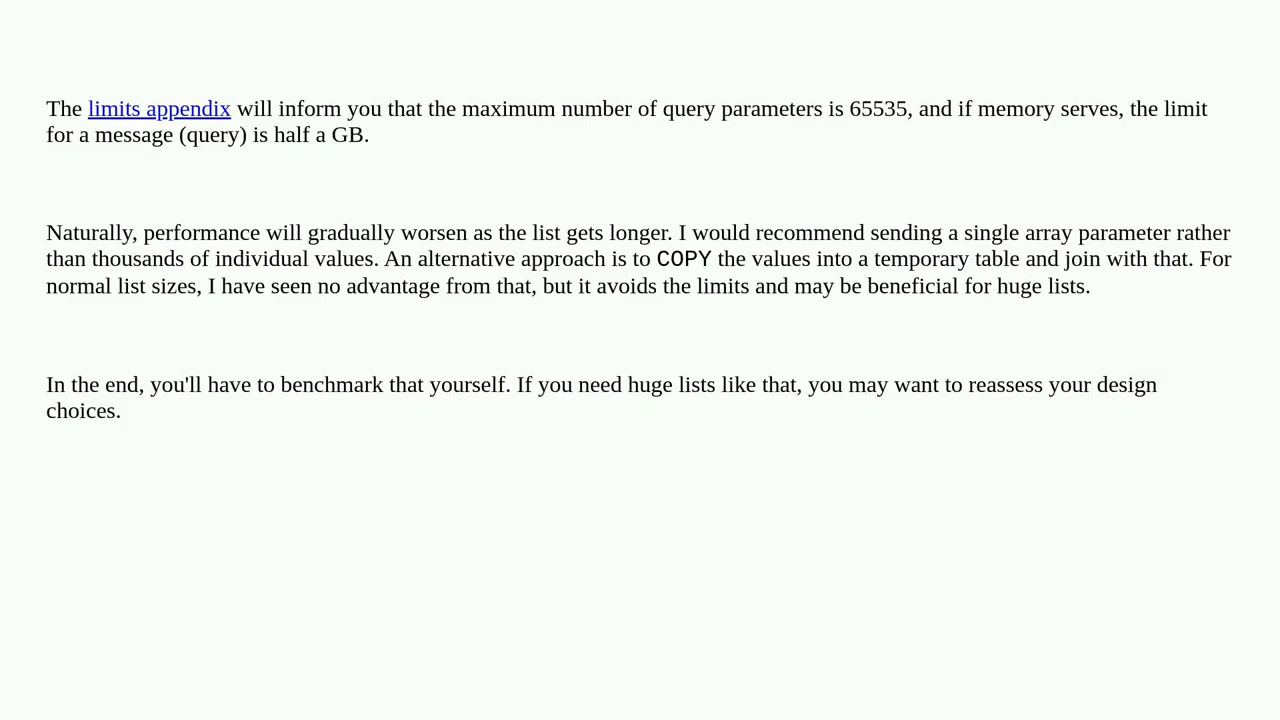 The limits appendix will inform you that the maximum number of query parameters is 65535, and if memory serves, the limit
for a message (query) is half a GB.
Naturally, performance will gradually worsen as the list gets longer. I would recommend sending a single array parameter rather
than thousands of individual values. An alternative approach is to COPY the values into a temporary table and join with that. For
normal list sizes, I have seen no advantage from that, but it avoids the limits and may be beneficial for huge lists.
In the end, you'll have to benchmark that yourself. If you need huge lists like that, you may want to reassess your design
choices.